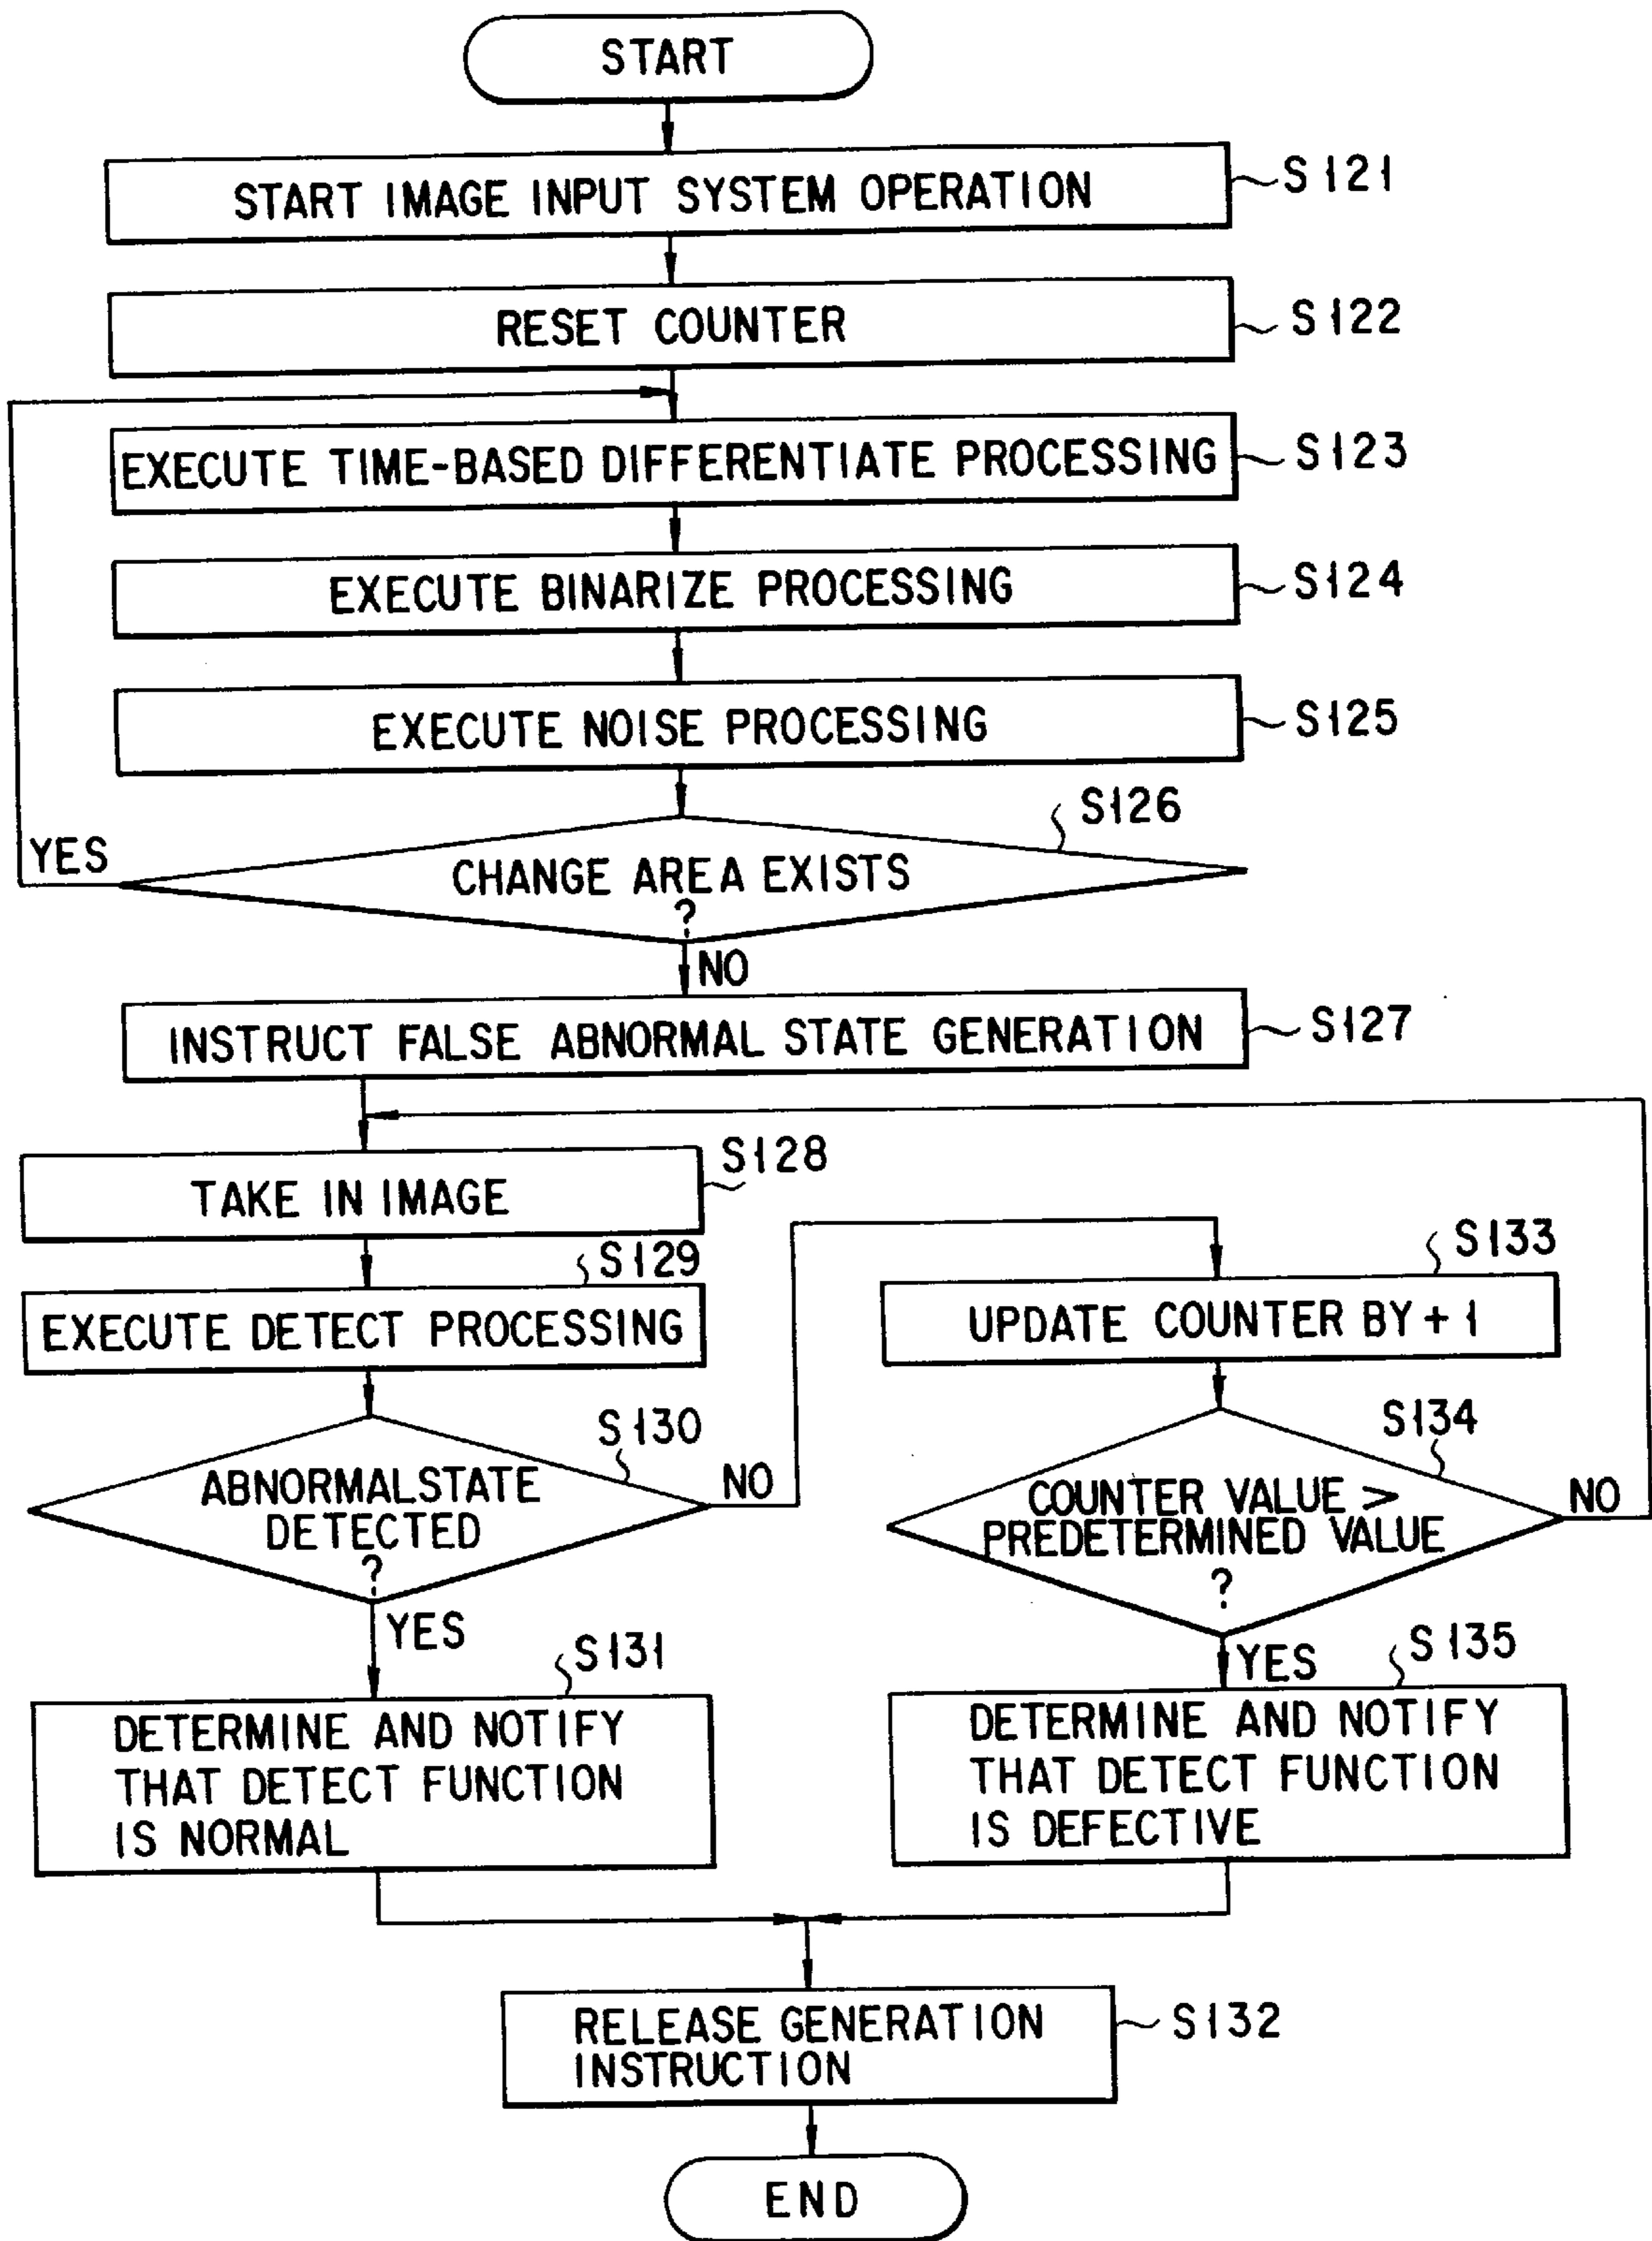 START
START IMAGE INPUT SYSTEM OPERATION
S121
RESET COUNTER
S122
EXECUTE TIME-BASED DIFFERENTIATE PROCESSING
S123
EXECUTE BINARIZE PROCESSING
S124
EXECUTE NOISE PROCESSING
S125
S126
YES
CHANGE AREA EXISTS
?
NO
INSTRUCT FALSE ABNORMAL STATE GENERATION
S127
S128
TAKE IN IMAGE
S129
EXECUTE DETECT PROCESSING
S130
ABNORMAL STATE
DETECTED
?
NO
YES
S133
UPDATE COUNTER BY +1
S134
COUNTER VALUE >
PREDETERMINED VALUE
?
NO
YES
S131
DETERMINE AND NOTIFY
THAT DETECT FUNCTION
IS NORMAL
S135
DETERMINE AND NOTIFY
THAT DETECT FUNCTION
IS DEFECTIVE
RELEASE GENERATION
INSTRUCTION
S132
END